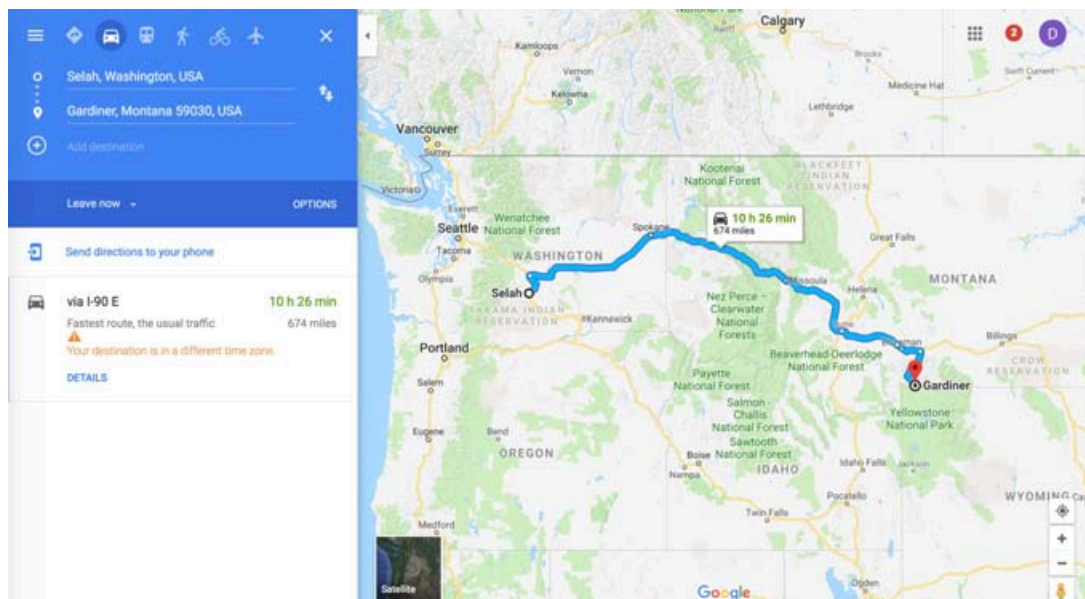 Selah, Washington, USA
Gardiner, Montana 59030, USA
Add destination
Leave now
OPTIONS
Send directions to your phone
via I-90 E
10 h 26 min
Fastest route, the usual traffic
674 miles
Your destination is in a different time zone.
DETAILS
Satellite
Calgary
2
D
Kamloops
Brooks
Vernon
Medicine Hat
Swift Current
Kelowna
Lethbridge
Vancouver
Surrey
Kootenai
National Forest
BLACKFEET
INDIAN
RESERVATION
Victoria
Everett
10 h 26 min
674 miles
Seattle
Wenatchee
National Forest
Spokane
Great Falls
Tacoma
WASHINGTON
Olympia
Missoula
Helena
MONTANA
Selah
YAKAMA INDIAN
RESERVATION
Kennewick
Nez Perce -
Clearwater
National
Forests
Billings
Portland
Beaverhead-Deerlodge
National Forest
CROW
RESERVATION
Salem
Payette
National Forest
Gardiner
Salmon -
Challis
National Forest
Yellowstone
National Park
Eugene
Bend
Sawtooth
National Forest
OREGON
Boise
IDAHO
Idaho Falls
Jackson
Nampa
Pocatello
WYOMING
Twin Falls
Medford
Google
Ogden